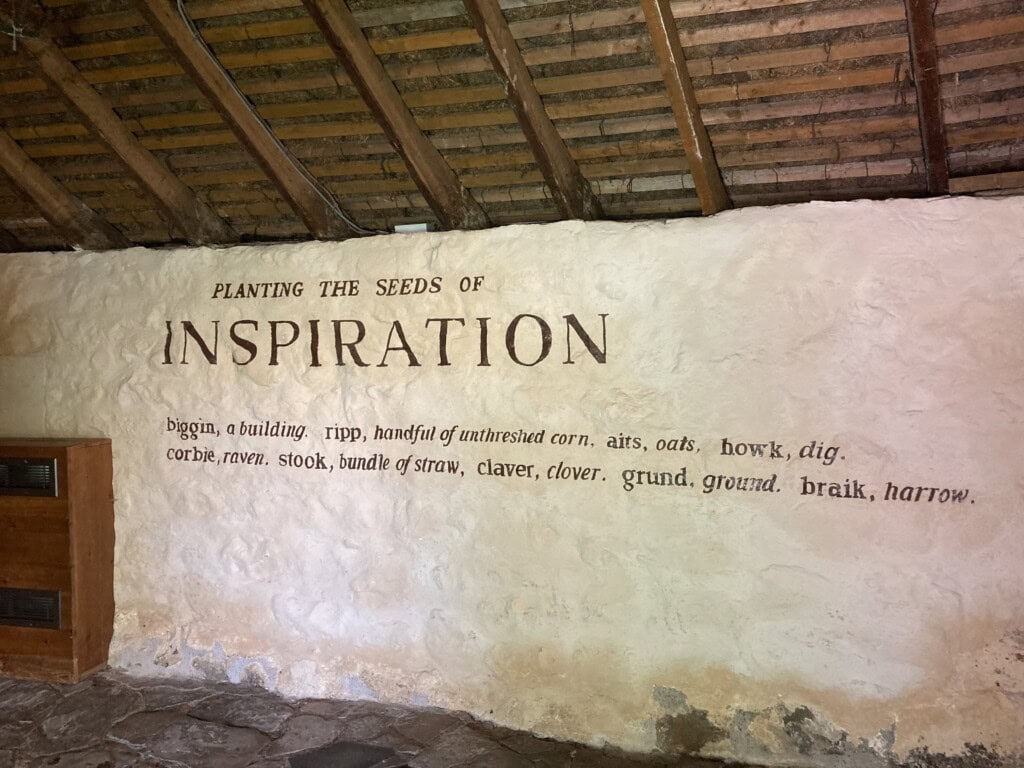 PLANTING THE SEEDS OF
INSPIRATION
biggin, a building. ripp, handful of unthreshed corn. aits, oats, howk, dig.
corbie, raven. stook, bundle of straw, claver, clover. grund. ground. braik, harrow.